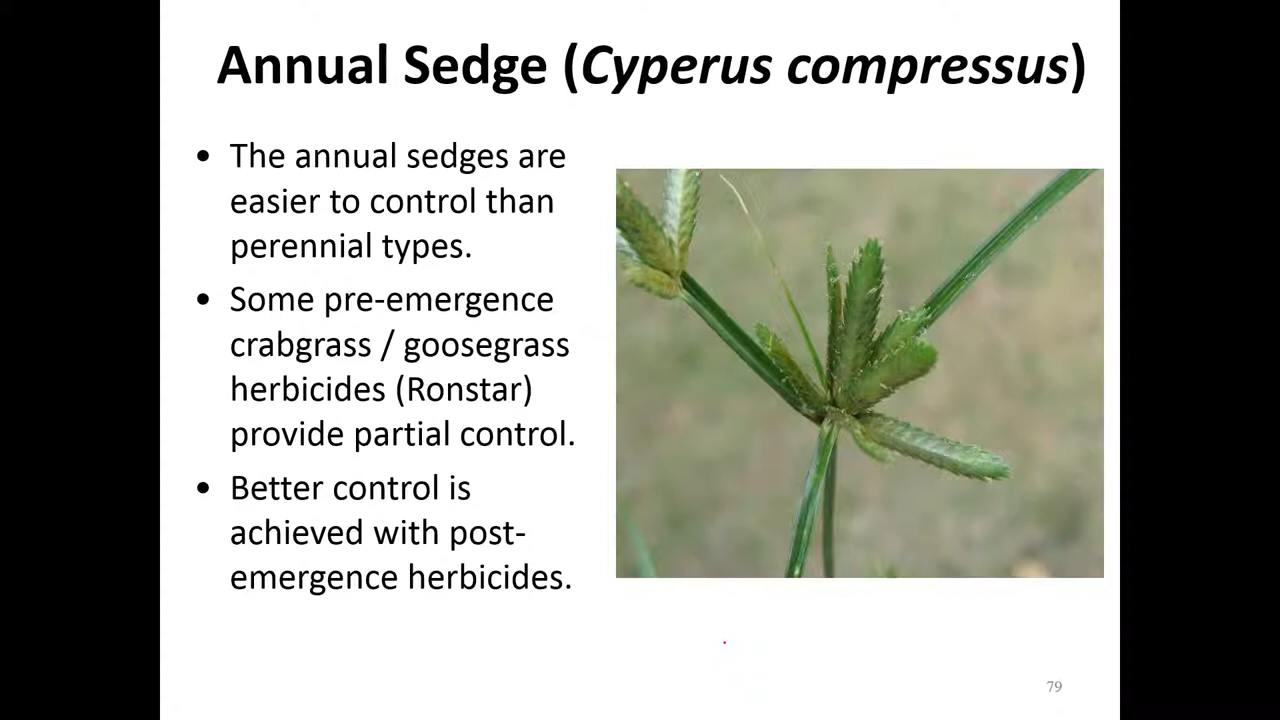 Annual Sedge (Cyperus compressus)
• The annual sedges are
easier to control than
perennial types.
• Some pre-emergence
crabgrass / goosegrass
herbicides (Ronstar)
provide partial control.
• Better control is
achieved with post-
emergence herbicides.
79